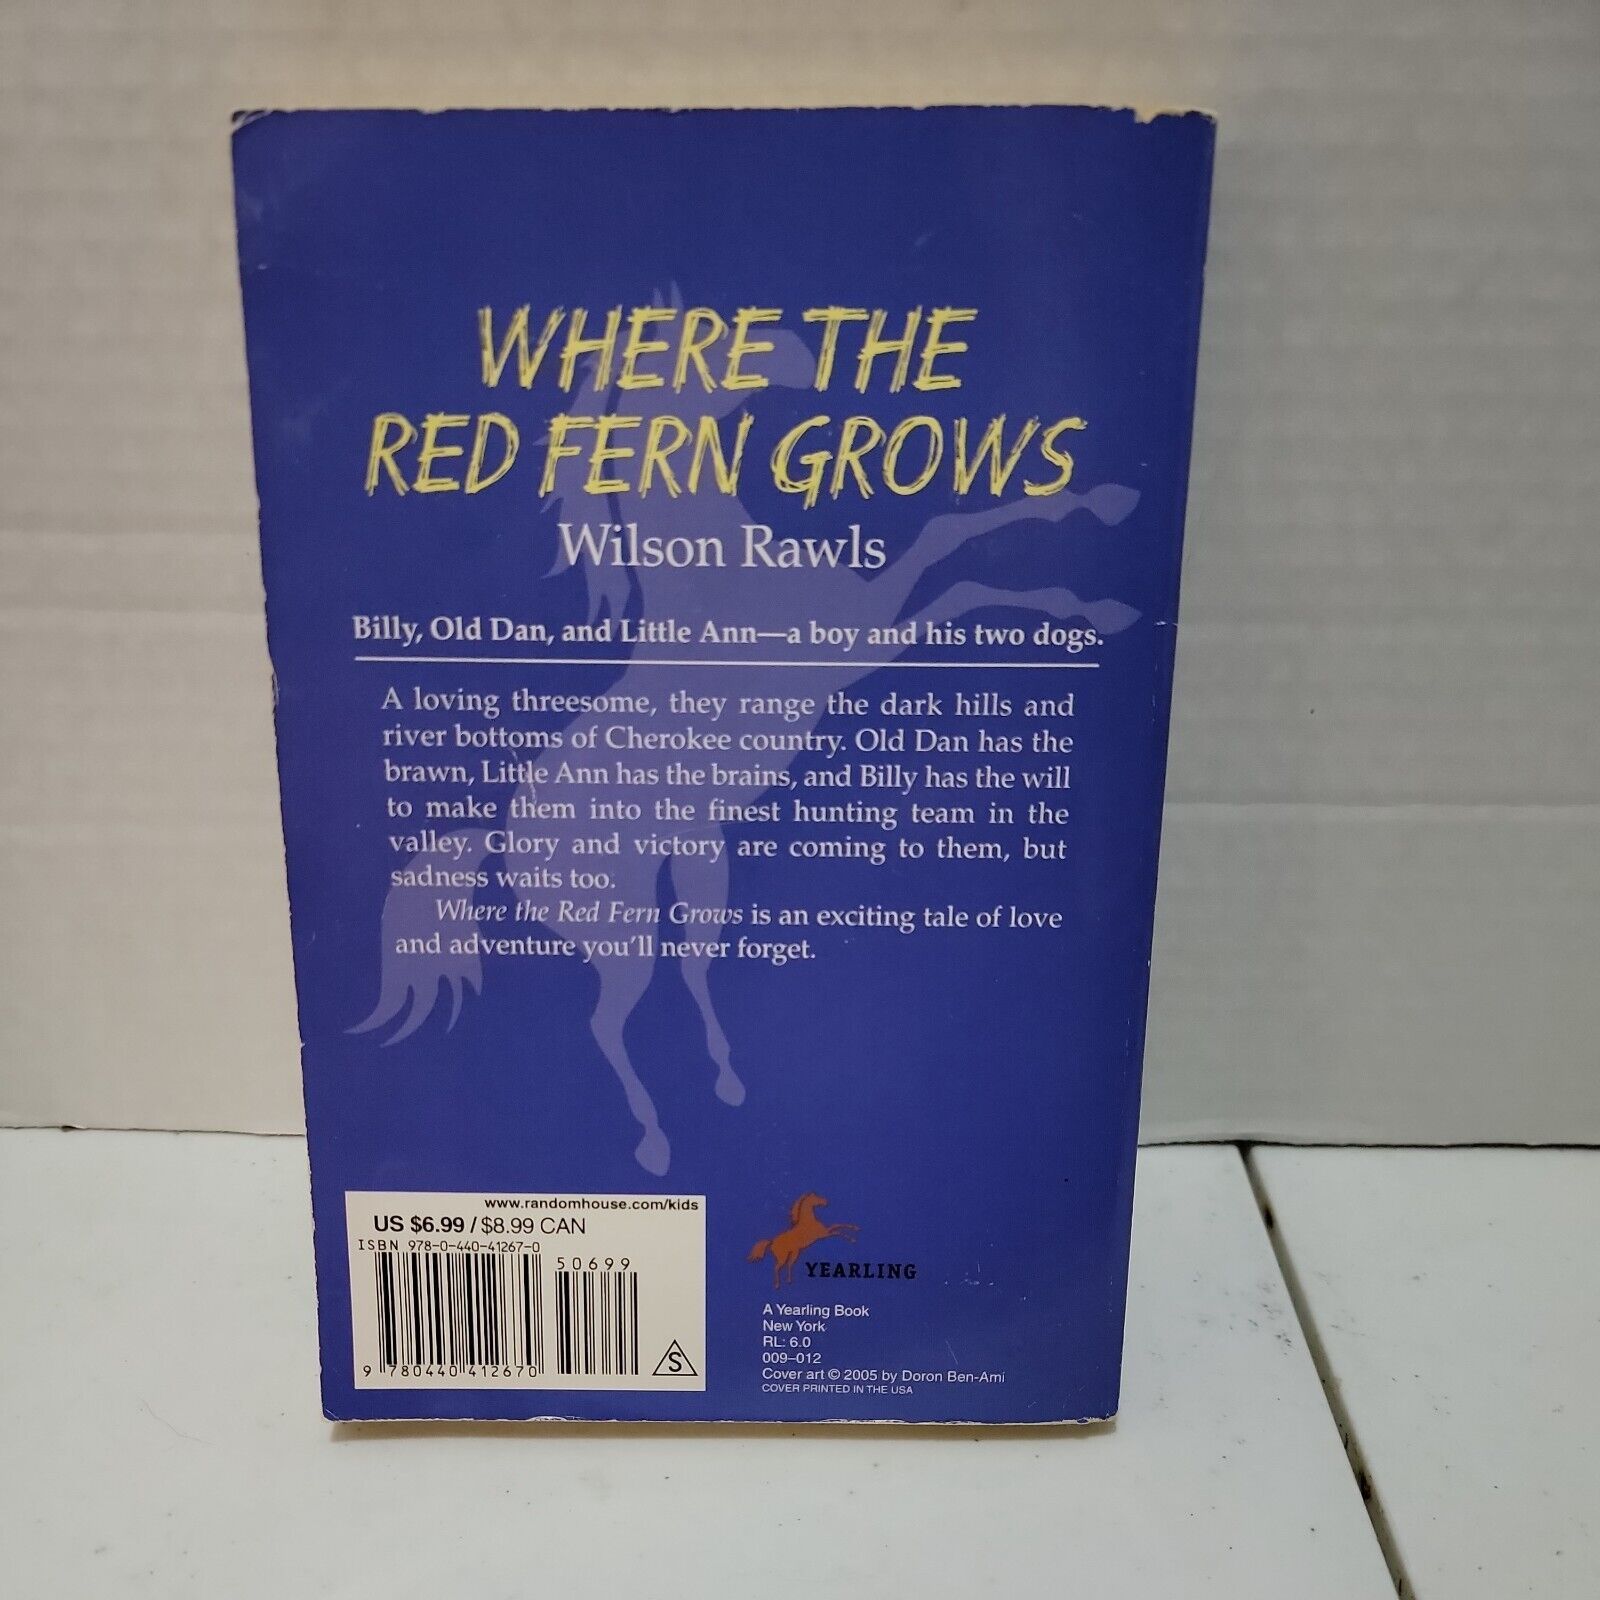 WHERE THE
RED FERN GROWS
Wilson Rawls
Billy, Old Dan, and Little Ann—a boy and his two dogs.
A loving threesome, they range the dark hills and
river bottoms of Cherokee country. Old Dan has the
brawn, Little Ann has the brains, and Billy has the will
to make them into the finest hunting team in the
valley. Glory and victory are coming to them, but
sadness waits too.
Where the Red Fern Grows is an exciting tale of love
and adventure you'll never forget.
www.randomhouse.com/kids
US $6.99 / $8.99 CAN
ISBN 978-0-440-41267-0
50699
9 780440 412670
S
YEARLING
A Yearling Book
New York
RL: 6.0
009–012
Cover art © 2005 by Doron Ben-Ami
COVER PRINTED IN THE USA